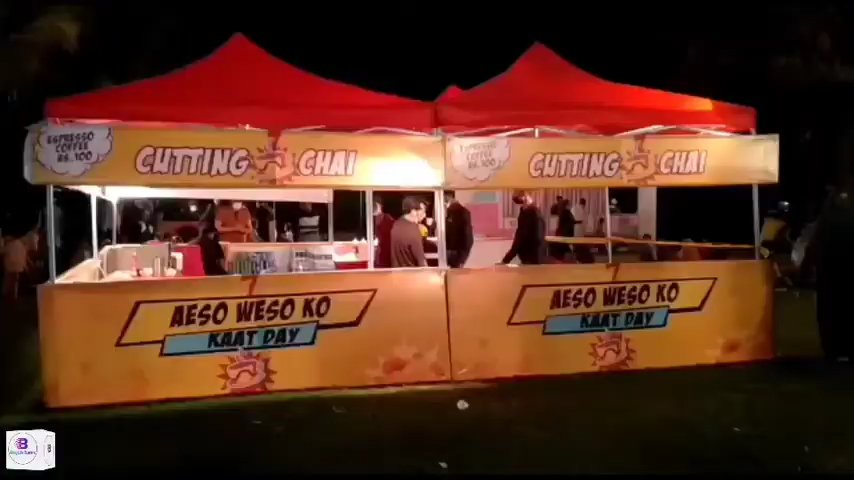 ESPRESSO
COFFEE
RS.100
CUTTING CHAI
ESPRESSO
COFFEE
RS.100
CUTTING CHAI
AESO WESO KO
KAAT DAY
AESO WESO KO
KAAT DAY
B